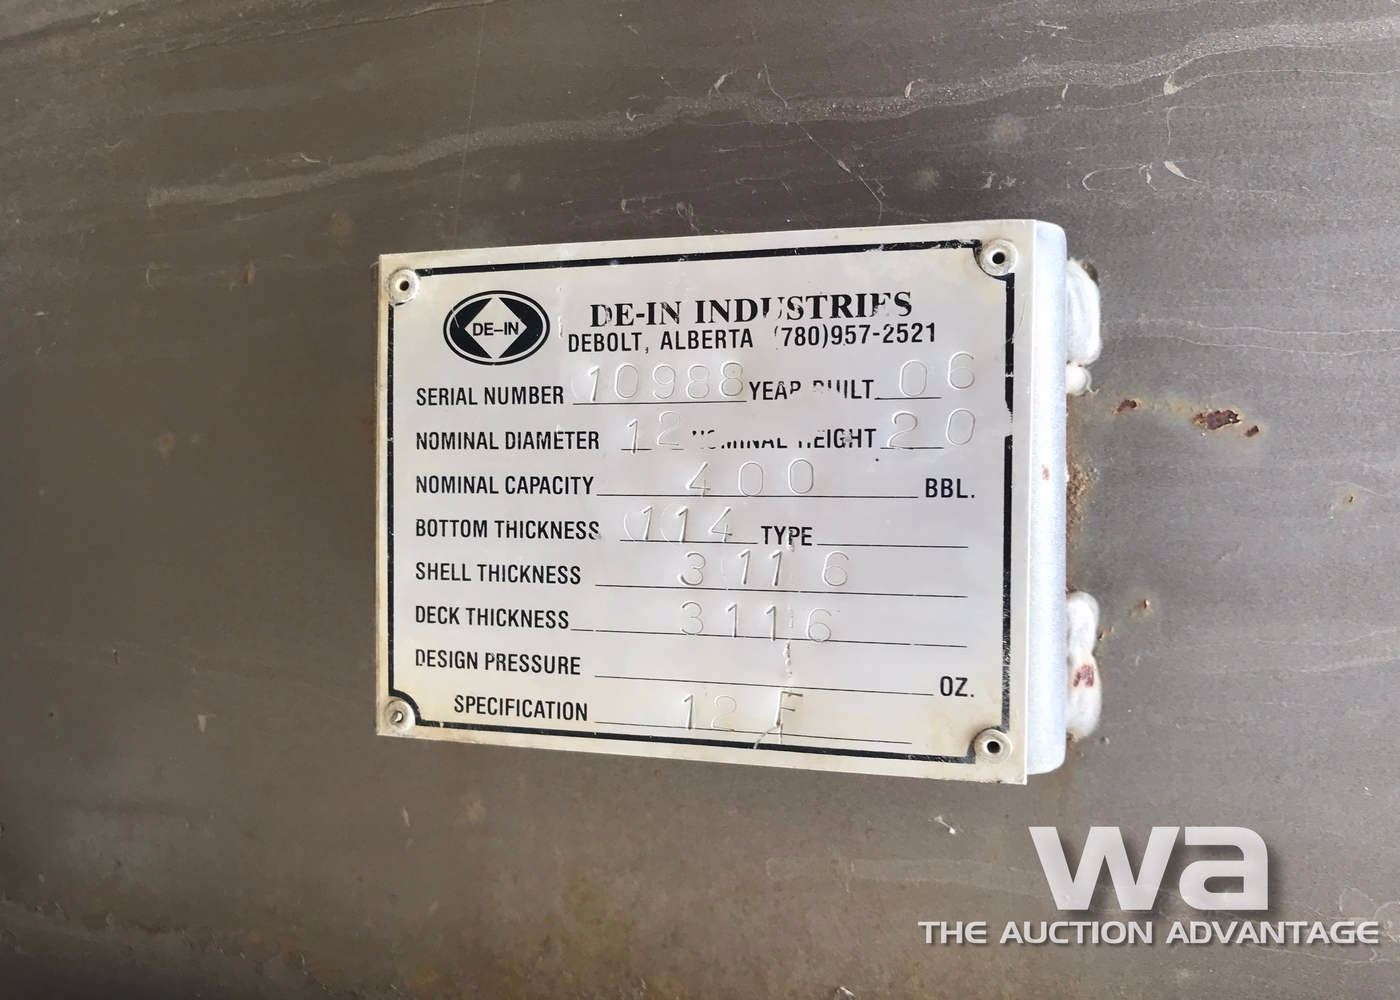 DE-IN
DE-IN INDUSTRIES
DEBOLT, ALBERTA (780)957-2521
SERIAL NUMBER 10988 YEAR BUILT 06
NOMINAL DIAMETER 12 NOMINAL HEIGHT 20
NOMINAL CAPACITY 400 BBL.
BOTTOM THICKNESS 114 TYPE
SHELL THICKNESS 3116
DECK THICKNESS 3116
DESIGN PRESSURE OZ.
SPECIFICATION 12 F
wa
THE AUCTION ADVANTAGE